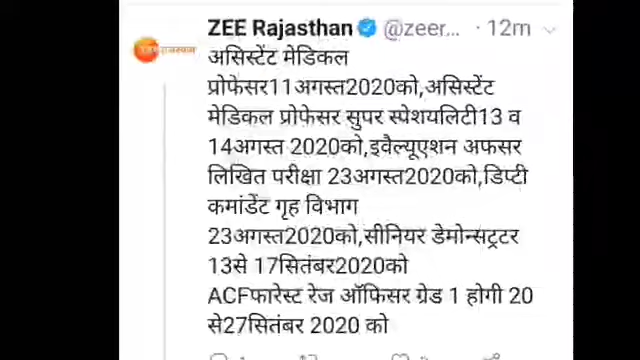 ZEE Rajasthan @zeer... · 12m
असिस्टेंट मेडिकल
प्रोफेसर11अगस्त2020को,असिस्टेंट
मेडिकल प्रोफेसर सुपर स्पेशयलिटी13 व
14अगस्त 2020को,इवैल्यूएशन अफसर
लिखित परीक्षा 23अगस्त2020को,डिप्टी
कमांडेंट गृह विभाग
23अगस्त2020को,सीनियर डेमोन्सट्रटर
13से 17सितंबर2020को
ACFफारेस्ट रेज ऑफिसर ग्रेड 1 होगी 20
से27सितंबर 2020 को